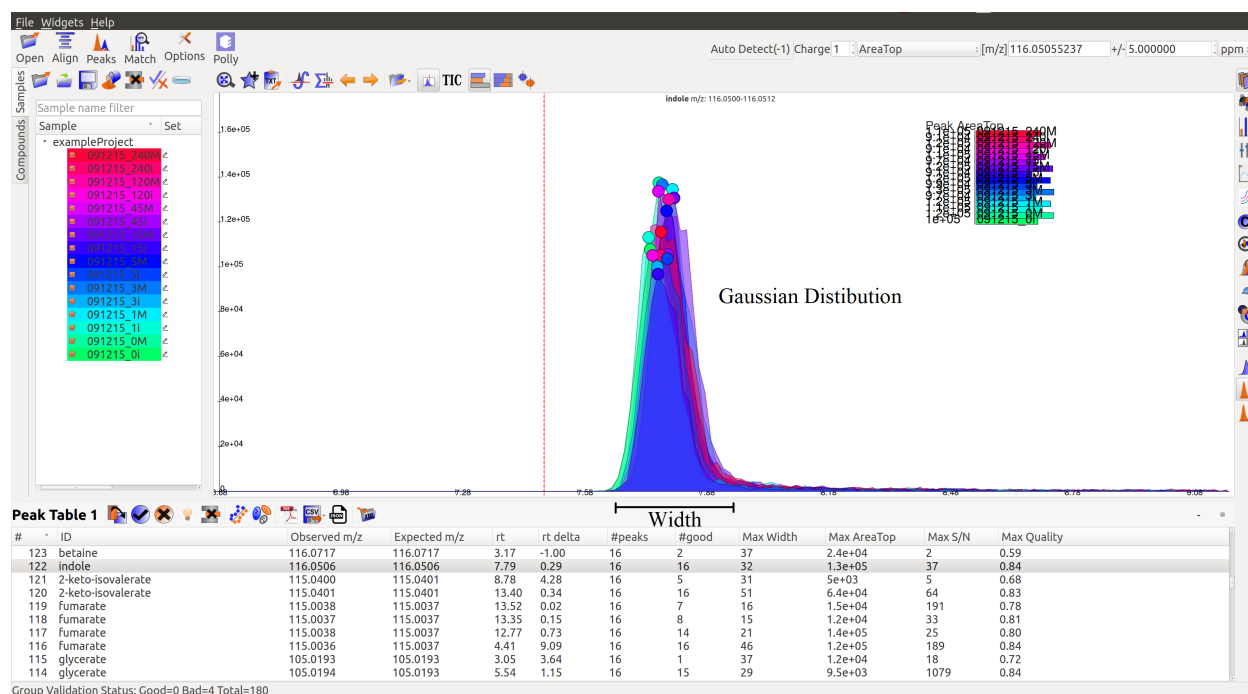 File Widgets Help
Open Align Peaks Match Options Polly
Auto Detect(-1) Charge 1 AreaTop [m/z] 116.05055237 +/- 5.000000 ppm
TIC
Samples
Compounds
Sample name filter
Sample Set
exampleProject
091215_240M
091215_240i
091215_120M
091215_120i
091215_45M
091215_45i
091215_15M
091215_15i
091215_5M
091215_5i
091215_3M
091215_3i
091215_1M
091215_1i
091215_0M
091215_0i
indole m/z: 116.0500-116.0512
Peak AreaTop
1e+05 091215_0i
1.6e+05
1.4e+05
1.2e+05
1e+05
8e+04
6e+04
4e+04
2e+04
Gaussian Distibution
6.98 7.28 7.58 7.88 8.18 8.48 8.78 9.08
Width
Peak Table 1
# ID Observed m/z Expected m/z rt rt delta #peaks #good Max Width Max AreaTop Max S/N Max Quality
123 betaine 116.0717 116.0717 3.17 -1.00 16 2 37 2.4e+04 2 0.59
122 indole 116.0506 116.0506 7.79 0.29 16 16 32 1.3e+05 37 0.84
121 2-keto-isovalerate 115.0400 115.0401 8.78 4.28 16 5 31 5e+03 5 0.68
120 2-keto-isovalerate 115.0401 115.0401 13.40 0.34 16 16 51 6.4e+04 64 0.83
119 fumarate 115.0038 115.0037 13.52 0.02 16 7 16 1.5e+04 191 0.78
118 fumarate 115.0037 115.0037 13.35 0.15 16 8 15 1.2e+04 33 0.81
117 fumarate 115.0038 115.0037 12.77 0.73 16 14 21 1.4e+04 25 0.80
116 fumarate 115.0036 115.0037 4.41 9.09 16 16 46 1.2e+05 189 0.84
115 glycerate 105.0193 105.0193 3.05 3.64 16 1 37 1.2e+04 18 0.72
114 glycerate 105.0194 105.0193 5.54 1.15 16 15 29 9.5e+03 1079 0.84
Group Validation Status: Good=0 Bad=4 Total=180